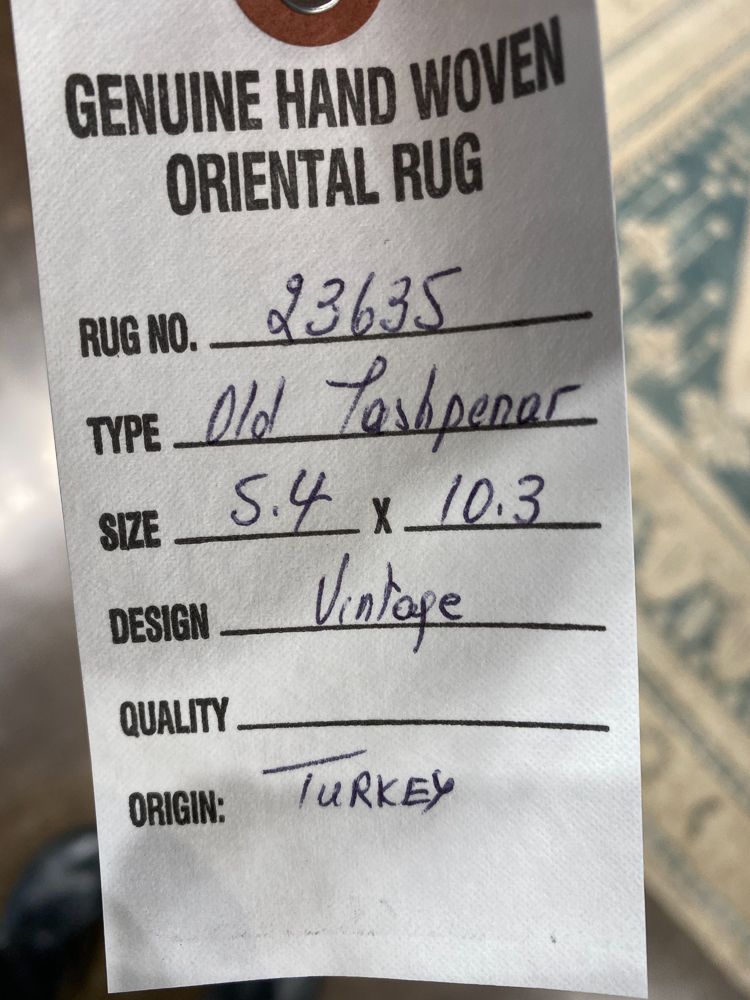 GENUINE HAND WOVEN
ORIENTAL RUG
RUG NO. 23635
TYPE Old Tashpenar
SIZE 5.4 X 10.3
DESIGN Vintage
QUALITY
ORIGIN: TURKEY